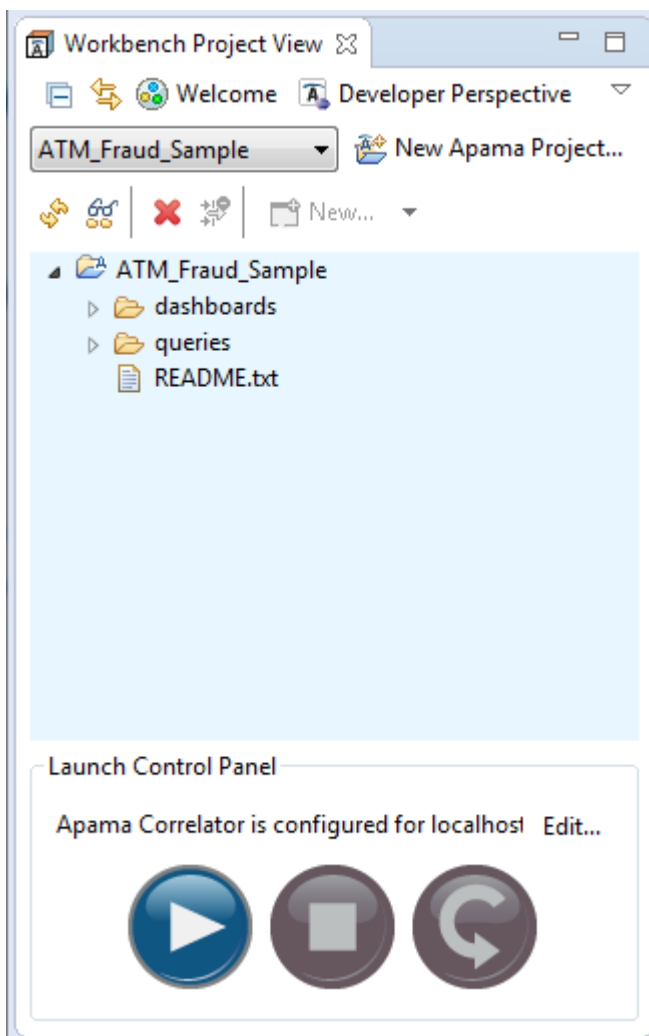 Workbench Project View
Welcome Developer Perspective
ATM_Fraud_Sample New Apama Project...
New...
ATM_Fraud_Sample
dashboards
queries
README.txt
Launch Control Panel
Apama Correlator is configured for localhost Edit...